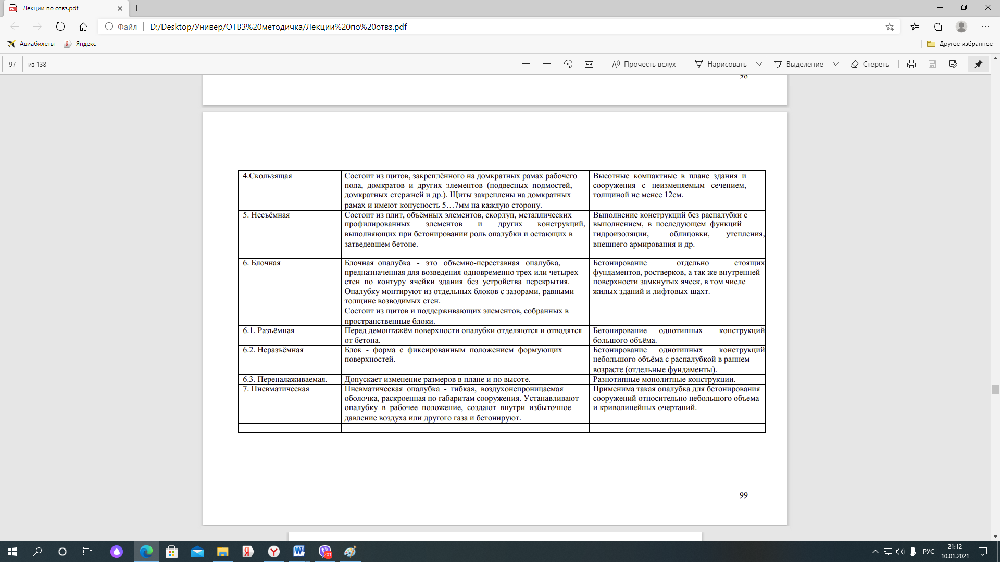 Лекции по отвз.pdf
Файл
D:/Desktop/Универ/ОТВЗ%20методичка/Лекции%20по%20отвз.pdf
Авиабилеты
Яндекс
Другое избранное
97
из 138
Прочесть вслух
Нарисовать
Выделение
Стереть
98
4.Скользящая
Состоит из щитов, закреплённого на домкратных рамах рабочего
пола, домкратов и других элементов (подвесных подмостей,
домкратных стержней и др.). Щиты закреплены на домкратных
рамах и имеют конусность 5…7мм на каждую сторону.
Высотные компактные в плане здания и
сооружения с неизменяемым сечением,
толщиной не менее 12см.
5. Несъёмная
Состоит из плит, объёмных элементов, скорлуп, металлических
профилированных элементов и других конструкций,
выполняющих при бетонировании роль опалубки и остающих в
затведевшем бетоне.
Выполнение конструкций без распалубки с
выполнением, в последующем функций
гидроизоляции, облицовки, утепления,
внешнего армирования и др.
6. Блочная
Блочная опалубка - это объемно-переставная опалубка,
предназначенная для возведения одновременно трех или четырех
стен по контуру ячейки здания без устройства перекрытия.
Опалубку монтируют из отдельных блоков с зазорами, равными
толщине возводимых стен.
Состоит из щитов и поддерживающих элементов, собранных в
пространственные блоки.
Бетонирование отдельно стоящих
фундаментов, ростверков, а так же внутренней
поверхности замкнутых ячеек, в том числе
жилых зданий и лифтовых шахт.
6.1. Разъёмная
Перед демонтажём поверхности опалубки отделяются и отводятся
от бетона.
Бетонирование однотипных конструкций
большого объёма.
6.2. Неразъёмная
Блок - форма с фиксированным положением формующих
поверхностей.
Бетонирование однотипных конструкций
небольшого объёма с распалубкой в раннем
возрасте (отдельные фундаменты).
6.3. Переналаживаемая.
Допускает изменение размеров в плане и по высоте.
Разнотипные монолитные конструкции.
7. Пневматическая
Пневматическая опалубка - гибкая, воздухонепроницаемая
оболочка, раскроенная по габаритам сооружения. Устанавливают
опалубку в рабочее положение, создают внутри избыточное
давление воздуха или другого газа и бетонируют.
Применима такая опалубка для бетонирования
сооружений относительно небольшого объема
и криволинейных очертаний.
99
201
РУС
21:12
10.01.2021